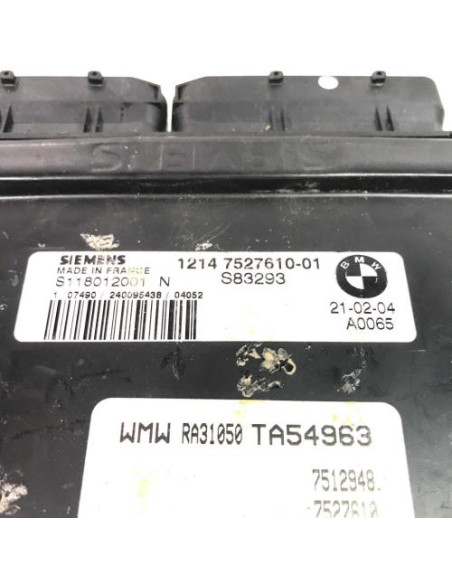 SIEMENS
SIEMENS
MADE IN FRANCE
S118012001 N
1214 7527610-01
S83293
BMW
21-02-04
A0065
1 07490 / 240095438 / 04052
WMW RA31050 TA54963
7512948.
7527610